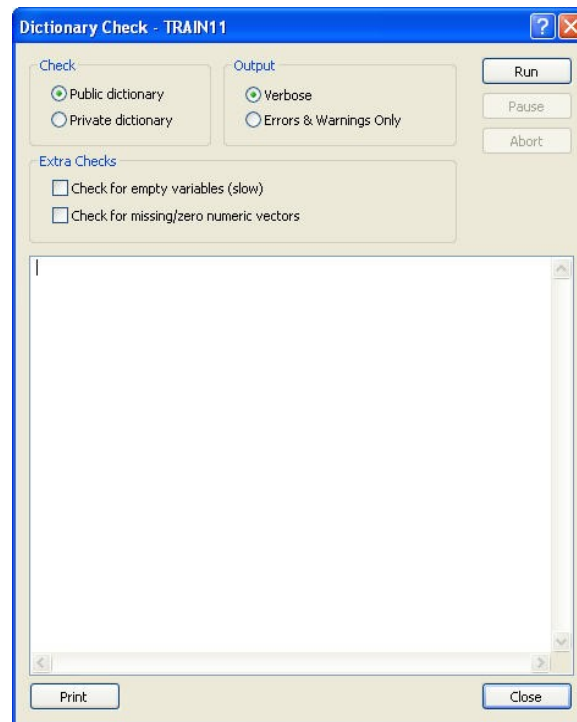 Dictionary Check - TRAIN11
Check
Public dictionary
Private dictionary
Output
Verbose
Errors & Warnings Only
Run
Pause
Abort
Extra Checks
Check for empty variables (slow)
Check for missing/zero numeric vectors
Print
Close